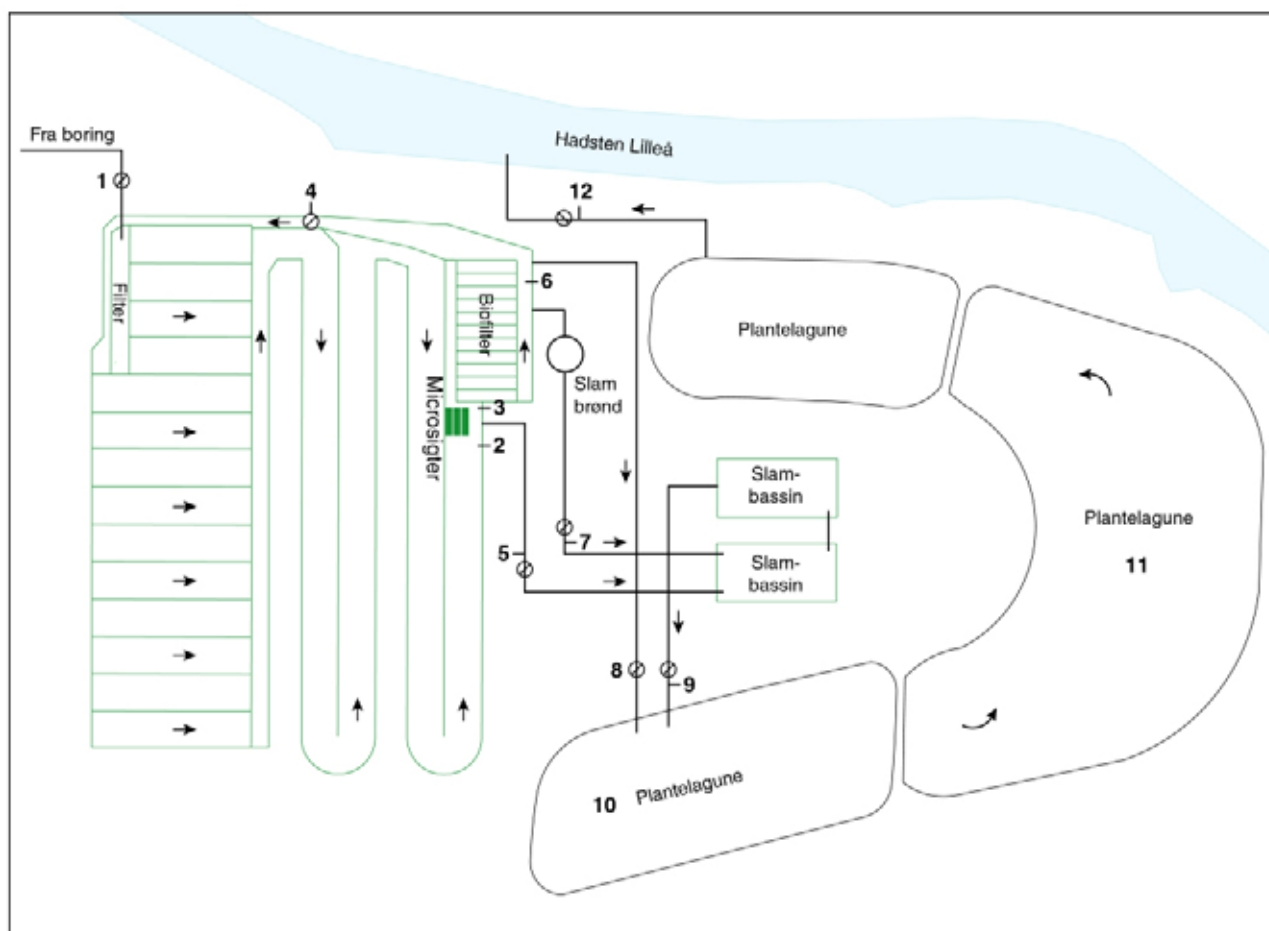 Fra boring
Hadsten Lilleå
1
4
12
Filter
Biofilter
6
Plantelagune
Slam
brønd
Microsigter
3
2
Slam-
bassin
Plantelagune
11
7
5
Slam-
bassin
8
9
10
Plantelagune